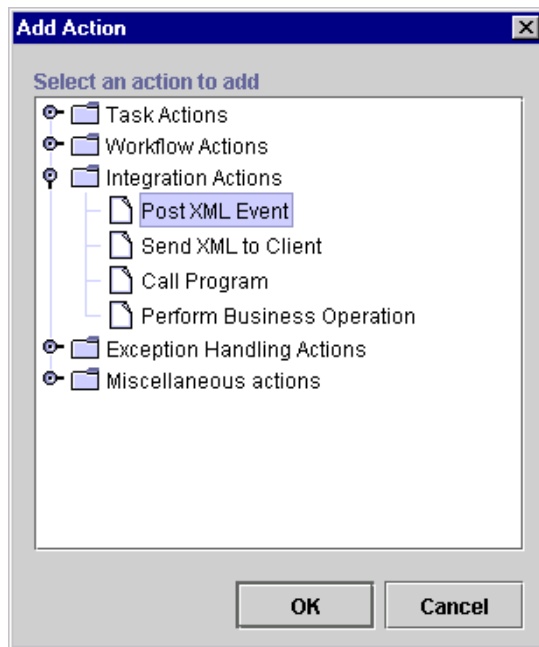 Add Action
Select an action to add
Task Actions
Workflow Actions
Integration Actions
Post XML Event
Send XML to Client
Call Program
Perform Business Operation
Exception Handling Actions
Miscellaneous actions
OK Cancel